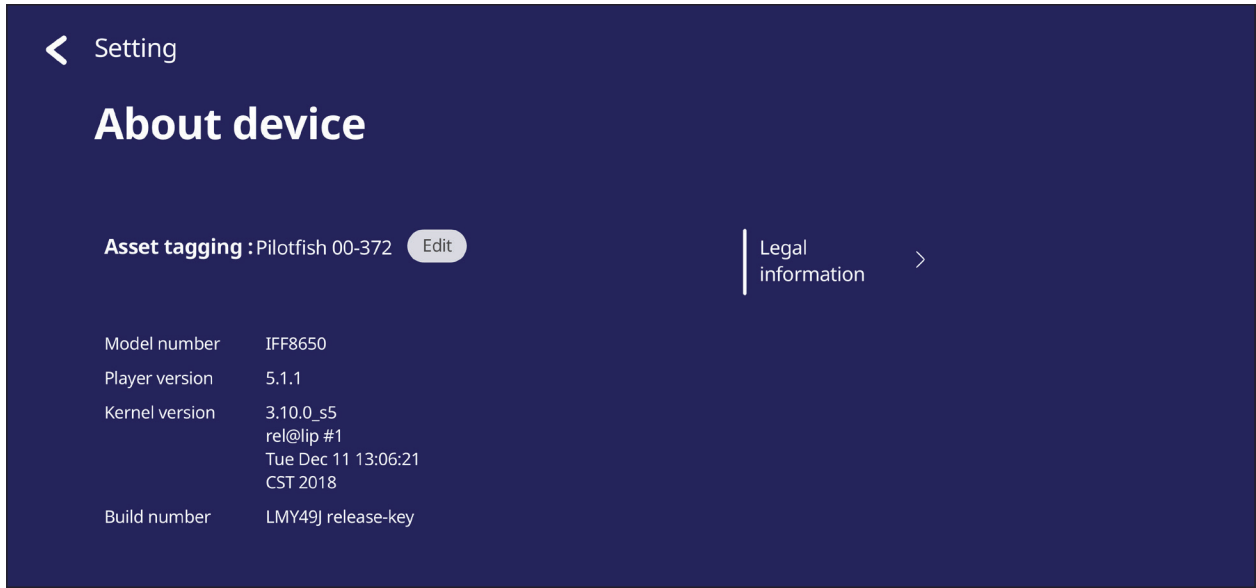 Setting
About device
Asset tagging : Pilotfish 00-372 Edit
Legal
information
Model number IFF8650
Player version 5.1.1
Kernel version 3.10.0_s5
rel@lip #1
Tue Dec 11 13:06:21
CST 2018
Build number LMY49J release-key